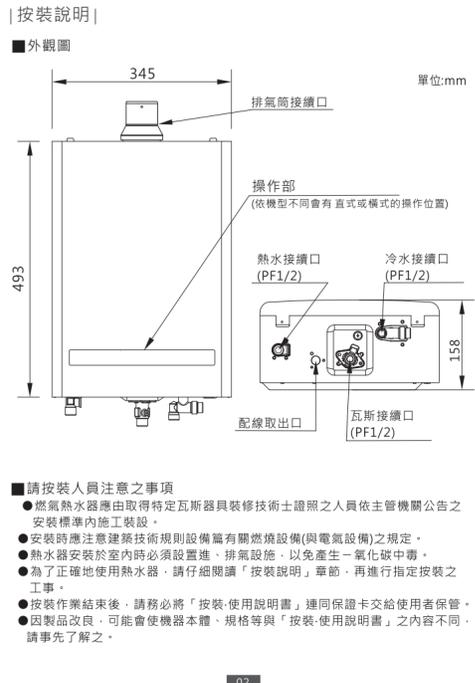 |按裝說明|
■外觀圖
345
單位:mm
排氣筒接續口
操作部
(依機型不同會有 直式或橫式的操作位置)
熱水接續口
(PF1/2)
冷水接續口
(PF1/2)
493
158
配線取出口
瓦斯接續口
(PF1/2)
■請按裝人員注意之事項
●燃氣熱水器應由取得特定瓦斯器具裝修技術士證照之人員依主管機關公告之
安裝標準內施工裝設。
●安裝時應注意建築技術規則設備篇有關燃燒設備(與電氣設備)之規定。
●熱水器安裝於室內時必須設置進、排氣設施，以免產生一氧化碳中毒。
●為了正確地使用熱水器，請仔細閱讀「按裝說明」章節，再進行指定按裝之
工事。
●按裝作業結束後，請務必將「按裝‧使用說明書」連同保證卡交給使用者保管。
●因製品改良，可能會使機器本體、規格等與「按裝‧使用說明書」之內容不同，
請事先了解之。
02